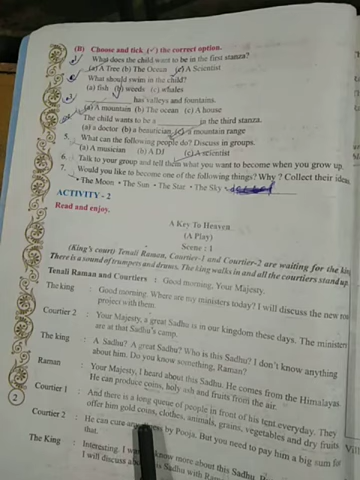 (B) Choose and tick (✓) the correct option.
What does the child want to be in the first stanza?
(a) A Tree (b) The Ocean (c) A Scientist
What should swim in the child?
(a) fish (b) weeds (c) whales
has valleys and fountains.
(a) A mountain (b) The ocean (c) A house
The child wants to be a in the third stanza.
(a) a doctor (b) a beautician (c) a mountain range
5. What can the following people do? Discuss in groups.
(a) A musician (b) A DJ (c) A scientist
6. Talk to your group and tell them what you want to become when you grow up.
7. Would you like to become one of the following things? Why? Collect their ideas
• The Moon • The Sun • The Star • The Sky
ACTIVITY - 2
Read and enjoy.
A Key To Heaven
(A Play)
Scene : 1
(King's court) Tenali Raman, Courtier-1 and Courtier-2 are waiting for the king
There is a sound of trumpets and drums. The king walks in and all the courtiers stand up.
Tenali Raman and Courtiers : Good morning, Your Majesty.
The king : Good morning. Where are my ministers today? I will discuss the new
project with them.
Courtier 2 : Your Majesty, a great Sadhu is in our kingdom these days. The ministers
are at that Sadhu's camp.
The king : A Sadhu? A great Sadhu? Who is this Sadhu? I don't know anything
about him. Do you know something, Raman?
Raman : Your Majesty, I heard about this Sadhu. He comes from the Himalayas
He can produce coins, holy ash and fruits from the air.
Courtier 1 : And there is a long queue of people in front of his tent everyday. They
offer him gold coins, clothes, animals, grains, vegetables and dry fruits
Courtier 2 : He can cure by Pooja. But you need to pay him a big sum for
that.
The King : Interesting. I know more about this Sadhu.
I will discuss this Sadhu with
2